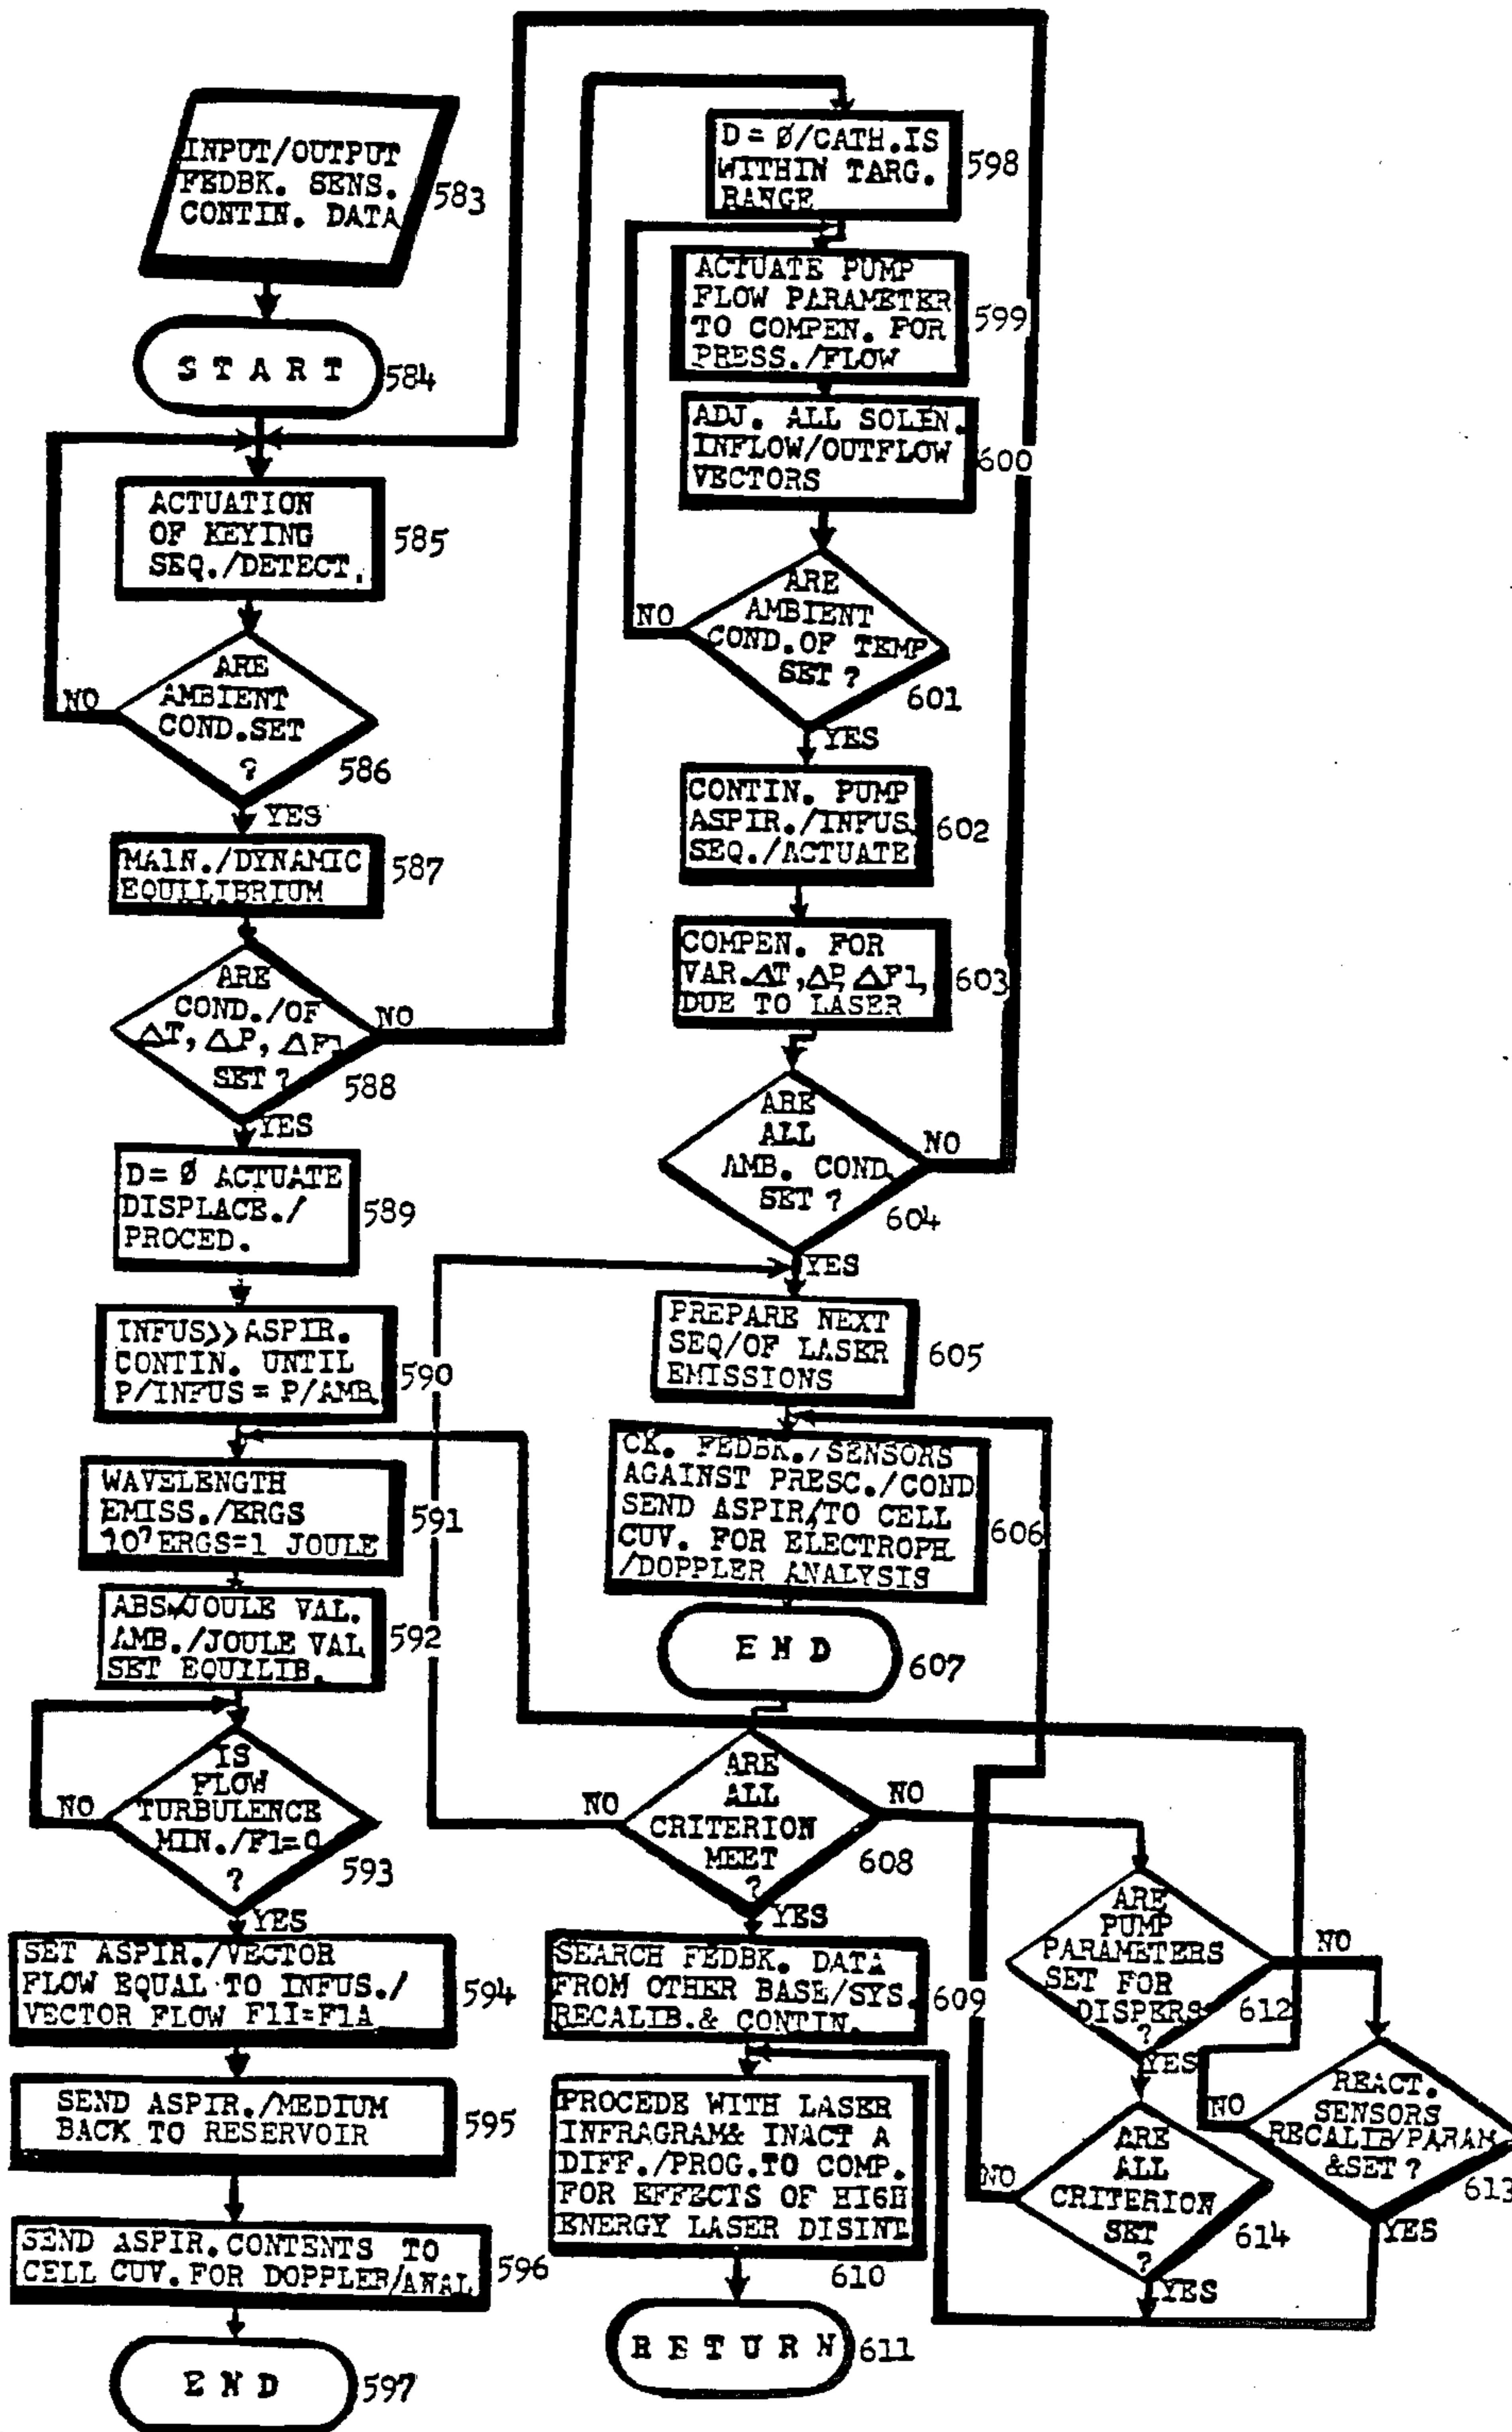 INPUT/OUTPUT
FEDBK. SENS.
CONTIN. DATA
583
START
584
ACTUATION
OF KEYING
SEQ./DETECT.
585
ARE
AMBIENT
COND.SET
?
586
NO
YES
MAIN./DYNAMIC
EQUILIBRIUM
587
ARE
COND./OF
ΔT, ΔP, ΔF1
SET ?
588
NO
YES
D= Ø ACTUATE
DISPLACE./
PROCED.
589
INFUS>>ASPIR.
CONTIN. UNTIL
P/INFUS = P/AMB.
590
WAVELENGTH
EMISS./ERGS
10⁷ERGS=1 JOULE
591
ABS./JOULE VAL.
AMB./JOULE VAL
SET EQUILIB.
592
IS
FLOW
TURBULENCE
MIN./F1=0
?
593
NO
YES
SET ASPIR./VECTOR
FLOW EQUAL TO INFUS./
VECTOR FLOW F1I=F1A
594
SEND ASPIR./MEDIUM
BACK TO RESERVOIR
595
SEND ASPIR.CONTENTS TO
CELL CUV.FOR DOPPLER/ANAL
596
END
597
D = Ø/CATH.IS
WITHIN TARG.
RANGE
598
ACTUATE PUMP
FLOW PARAMETER
TO COMPEN. FOR
PRESS./FLOW
599
ADJ. ALL SOLEN.
INFLOW/OUTFLOW
VECTORS
600
ARE
AMBIENT
COND.OF TEMP
SET ?
601
NO
YES
CONTIN. PUMP
ASPIR./INFUS.
SEQ./ACTUATE
602
COMPEN. FOR
VAR.ΔT,ΔP,ΔF1,
DUE TO LASER
603
ARE
ALL
AMB. COND.
SET ?
604
NO
YES
PREPARE NEXT
SEQ/OF LASER
EMISSIONS
605
CK. FEDBK./SENSORS
AGAINST PRESC./COND
SEND ASPIR/TO CELL
CUV. FOR ELECTROPH.
/DOPPLER ANALYSIS
606
END
607
ARE
ALL
CRITERION
MEET
?
608
NO
NO
YES
SEARCH FEDBK. DATA
FROM OTHER BASE/SYS.
RECALIB.& CONTIN.
609
PROCEDE WITH LASER
INFRAGRAM& INACT A
DIFF./PROG.TO COMP.
FOR EFFECTS OF HIGH
ENERGY LASER DISINT.
610
RETURN
611
ARE
PUMP
PARAMETERS
SET FOR
DISPERS
?
612
NO
YES
REACT.
SENSORS
RECALIB/PARAM
&SET ?
613
NO
YES
ARE
ALL
CRITERION
SET
?
614
NO
YES